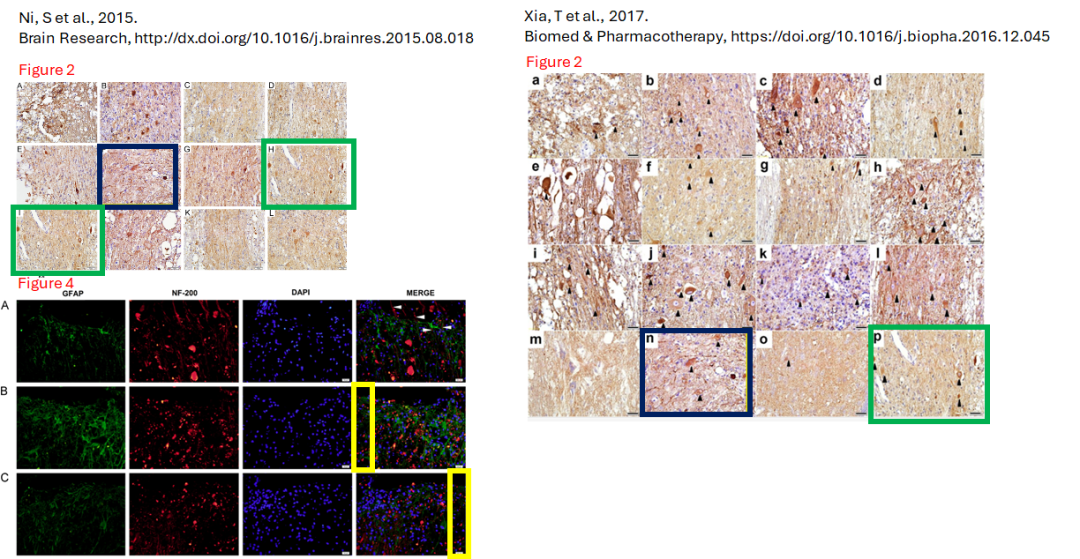 Ni, S et al., 2015.
Brain Research, http://dx.doi.org/10.1016/j.brainres.2015.08.018
Figure 2
A B C D
E G H
I K L
Figure 4
GFAP NF-200 DAPI MERGE
A
B
C
Xia, T et al., 2017.
Biomed & Pharmacotherapy, https://doi.org/10.1016/j.biopha.2016.12.045
Figure 2
a b c d
e f g h
i j k l
m n o p